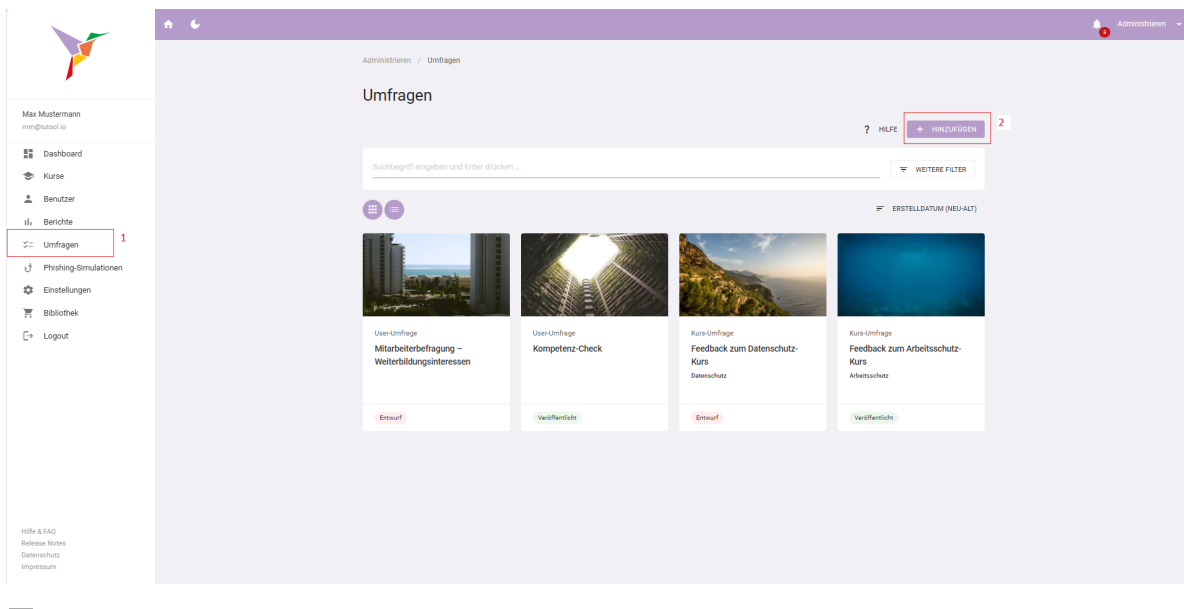 Administrieren
Max Mustermann
mm@sutool.io
Dashboard
Kurse
Benutzer
Berichte
Umfragen
1
Phishing-Simulationen
Einstellungen
Bibliothek
Logout
Hilfe & FAQ
Release Notes
Datenschutz
Impressum
Administrieren / Umfragen
Umfragen
? HILFE
+ HINZUFÜGEN
2
Suchbegriff eingeben und Enter drücken ...
WEITERE FILTER
ERSTELLDATUM (NEU-ALT)
User-Umfrage
Mitarbeiterbefragung –
Weiterbildungsinteressen
Entwurf
User-Umfrage
Kompetenz-Check
Veröffentlicht
Kurs-Umfrage
Feedback zum Datenschutz-
Kurs
Datenschutz
Entwurf
Kurs-Umfrage
Feedback zum Arbeitsschutz-
Kurs
Arbeitsschutz
Veröffentlicht